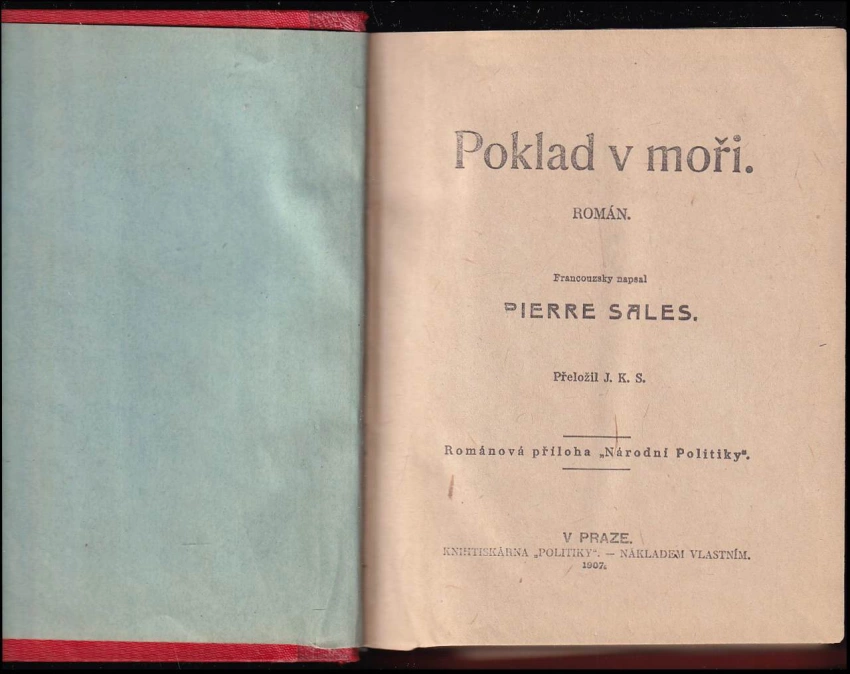 Poklad v moři.
ROMÁN.
Francouzsky napsal
PIERRE SALES.
Přeložil J. K. S.
Románová příloha „Národní Politiky“.
V PRAZE.
KNIHTISKÁRNA „POLITIKY“. — NÁKLADEM VLASTNÍM.
1907.